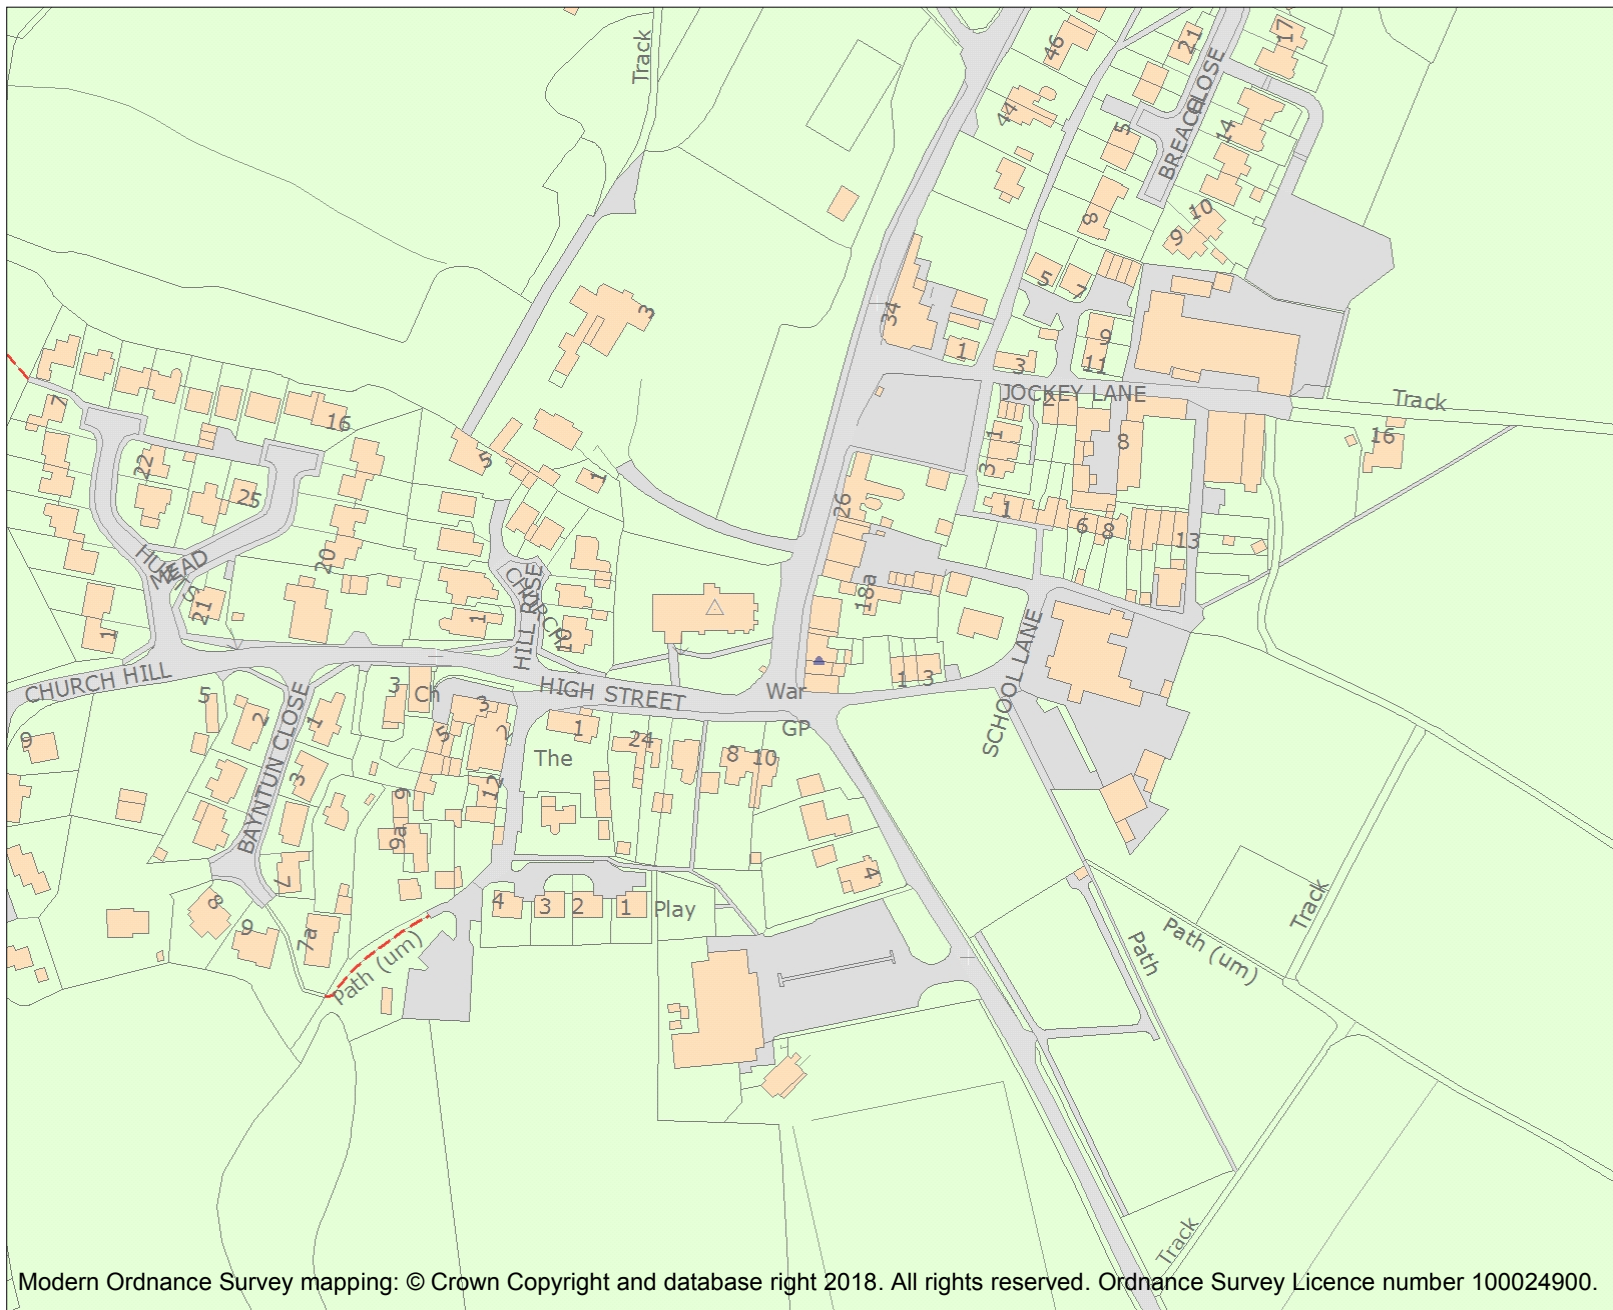 Track
46
21
17
44
5
BREACH CLOSE
14
8
10
9
5
7
3
34
1
3
9
11
JOCKEY LANE
2
Track
7
16
22
25
5
1
1
3
8
16
26
1
6
8
13
HUNTS
MEAD
20
21
1
1
CHURCH
HILL RISE
10
18a
SCHOOL LANE
CHURCH HILL
5
2
1
3
Ch
3
HIGH STREET
War
1
3
9
BAYNTUN CLOSE
5
2
1
The
24
GP
8
10
3
9
12
9a
4
7
8
9
7a
4
3
2
1
Play
Path (um)
Path
Path (um)
Track
Track
Modern Ordnance Survey mapping: © Crown Copyright and database right 2018. All rights reserved. Ordnance Survey Licence number 100024900.